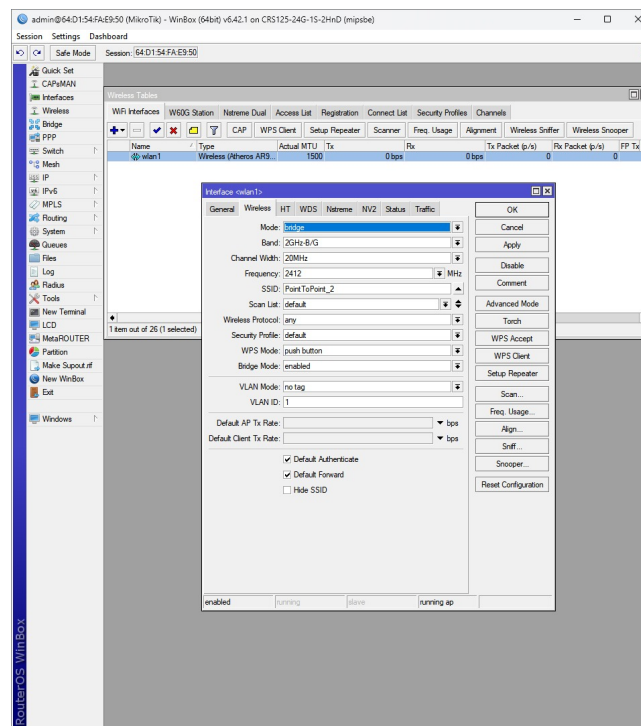 admin@64:D1:54:FA:E9:50 (MikroTik) - WinBox (64bit) v6.42.1 on CRS125-24G-1S-2HnD (mipsbe)
Session Settings Dashboard
Safe Mode Session: 64:D1:54:FA:E9:50
Quick Set
CAPsMAN
Interfaces
Wireless
Bridge
PPP
Switch
Mesh
IP
IPv6
MPLS
Routing
System
Queues
Files
Log
Radius
Tools
New Terminal
LCD
MetaROUTER
Partition
Make Supout.rif
New WinBox
Exit
Windows
RouterOS WinBox
Wireless Tables
WiFi Interfaces W60G Station Nstreme Dual Access List Registration Connect List Security Profiles Channels
CAP WPS Client Setup Repeater Scanner Freq. Usage Alignment Wireless Sniffer Wireless Snooper
Name Type Actual MTU Tx Rx Tx Packet (p/s) Rx Packet (p/s) FP Tx
wlan1 Wireless (Atheros AR9... 1500 0 bps 0 bps 0 0
1 item out of 26 (1 selected)
Interface <wlan1>
General Wireless HT WDS Nstreme NV2 Status Traffic
Mode: bridge
Band: 2GHz-B/G
Channel Width: 20MHz
Frequency: 2412 MHz
SSID: PointToPoint_2
Scan List: default
Wireless Protocol: any
Security Profile: default
WPS Mode: push button
Bridge Mode: enabled
VLAN Mode: no tag
VLAN ID: 1
Default AP Tx Rate: bps
Default Client Tx Rate: bps
Default Authenticate
Default Forward
Hide SSID
OK
Cancel
Apply
Disable
Comment
Advanced Mode
Torch
WPS Accept
WPS Client
Setup Repeater
Scan...
Freq. Usage...
Align...
Sniff...
Snooper...
Reset Configuration
enabled running slave running ap